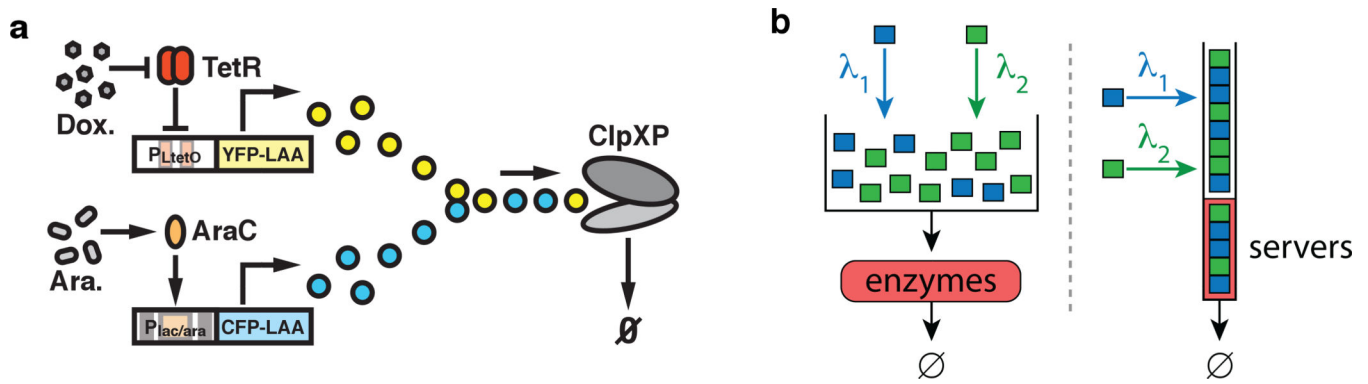 a
TetR
Dox.
PLtetO YFP-LAA
ClpXP
AraC
Ara.
Plac/ara CFP-LAA
Ø
b
λ1 λ2
enzymes
∅
λ1
λ2
servers
∅